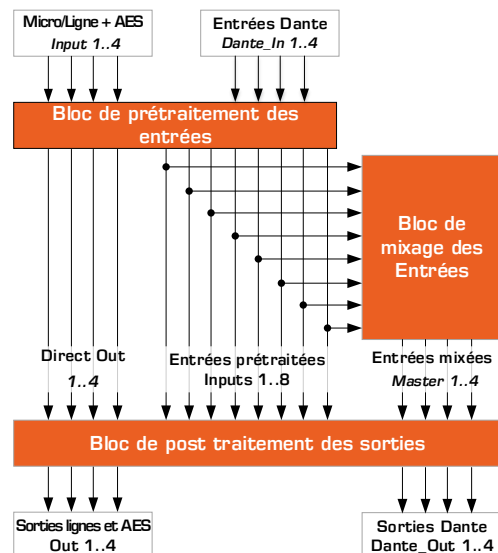 Micro/Ligne + AES
Input 1..4
Entrées Dante
Dante_In 1..4
Bloc de prétraitement des
entrées
Bloc de
mixage des
Entrées
Direct Out
1..4
Entrées prétraitées
Inputs 1..8
Entrées mixées
Master 1..4
Bloc de post traitement des sorties
Sorties lignes et AES
Out 1..4
Sorties Dante
Dante_Out 1..4